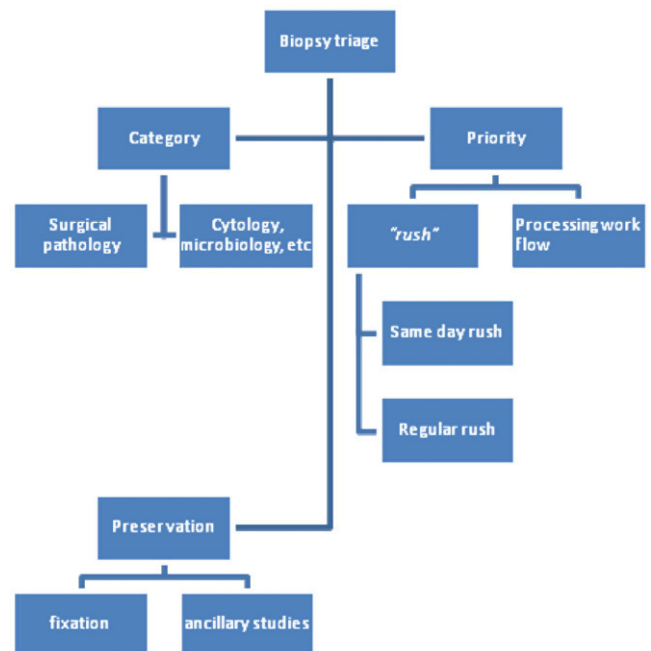 Biopsy triage
Category
Priority
Surgical
pathology
Cytology,
microbiology, etc
"rush"
Processing work
flow
Same day rush
Regular rush
Preservation
fixation
ancillary studies